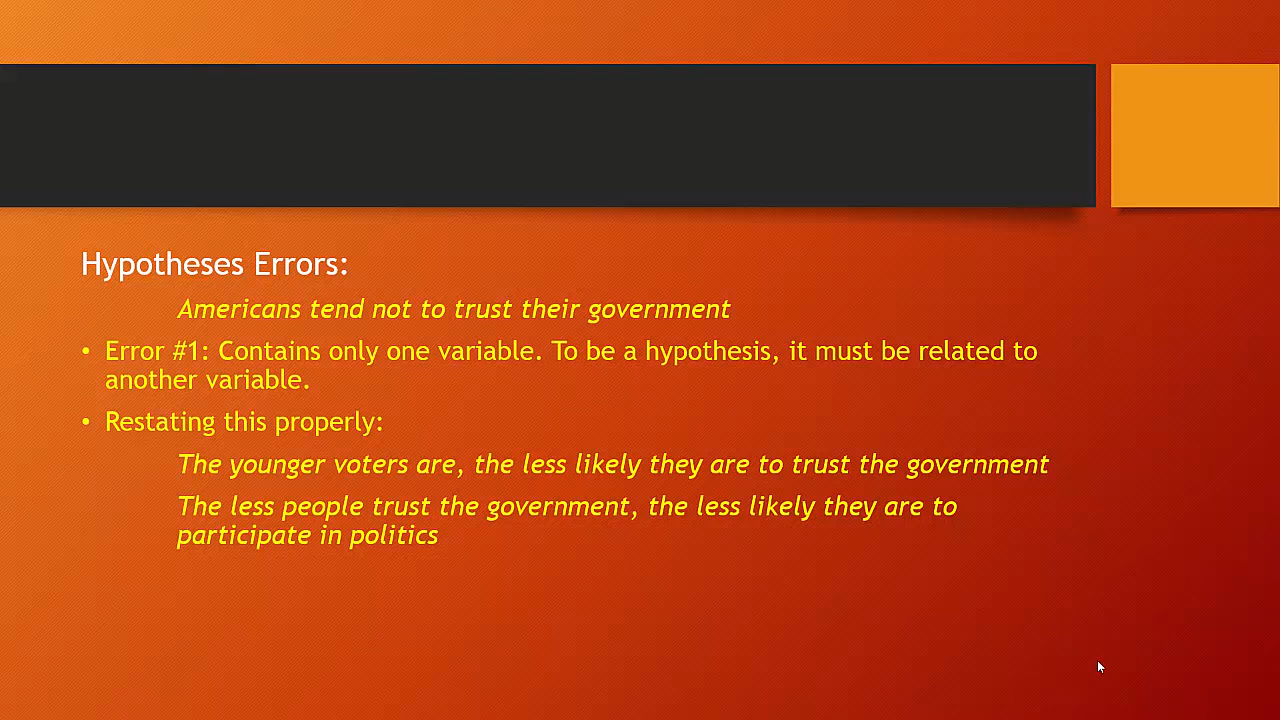 Hypotheses Errors:
Americans tend not to trust their government
• Error #1: Contains only one variable. To be a hypothesis, it must be related to
another variable.
• Restating this properly:
The younger voters are, the less likely they are to trust the government
The less people trust the government, the less likely they are to
participate in politics